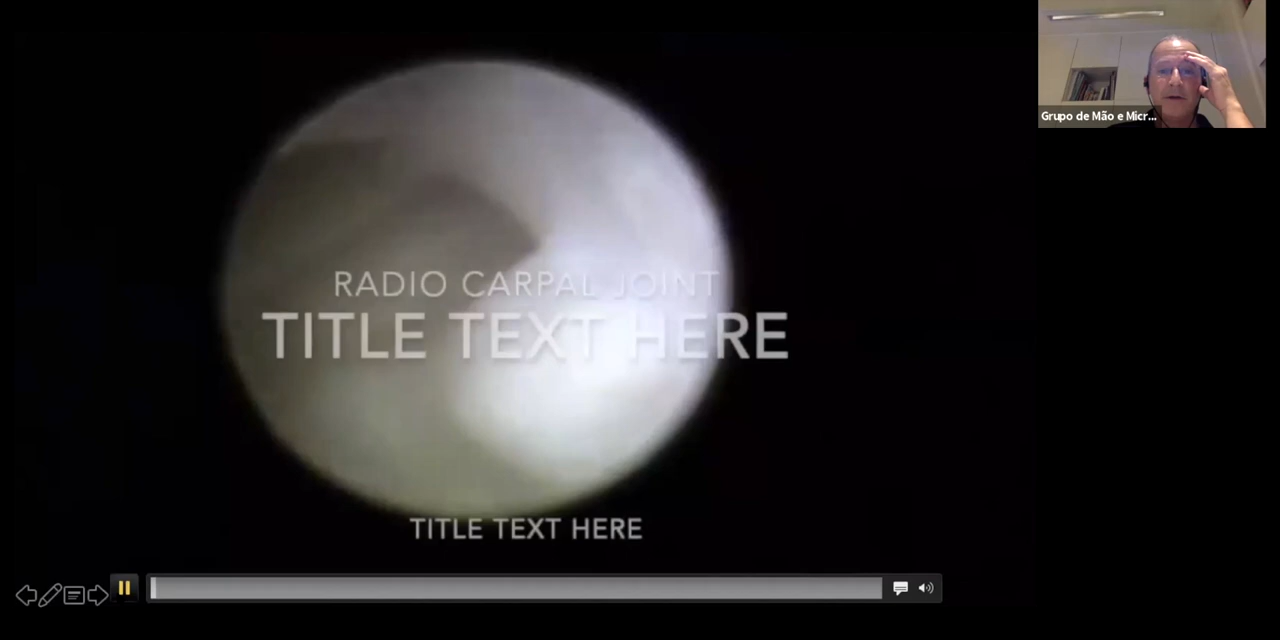 Grupo de Mão e Micr...
RADIO CARPAL JOINT
TITLE TEXT HERE
TITLE TEXT HERE